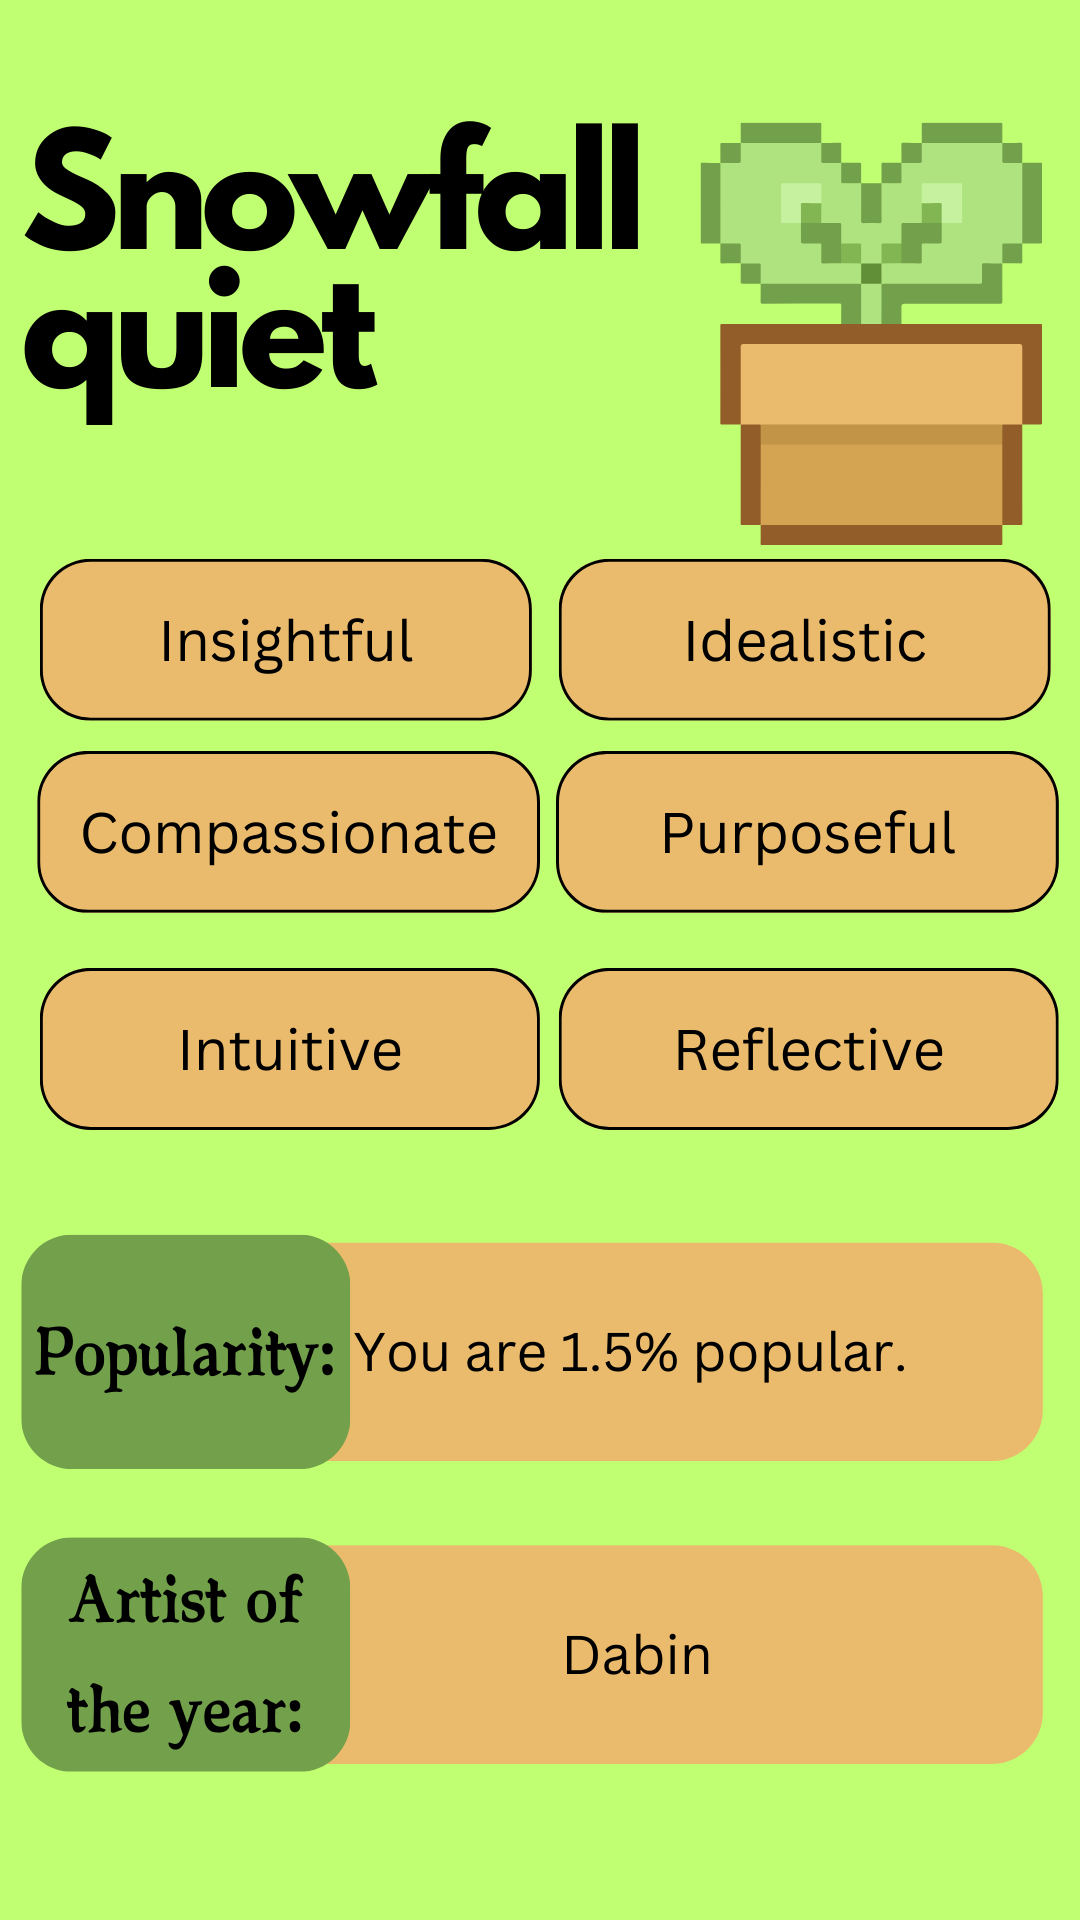 Snowfall
quiet
Insightful
Idealistic
Compassionate
Purposeful
Intuitive
Reflective
Popularity:
You are 1.5% popular.
Artist of
the year:
Dabin